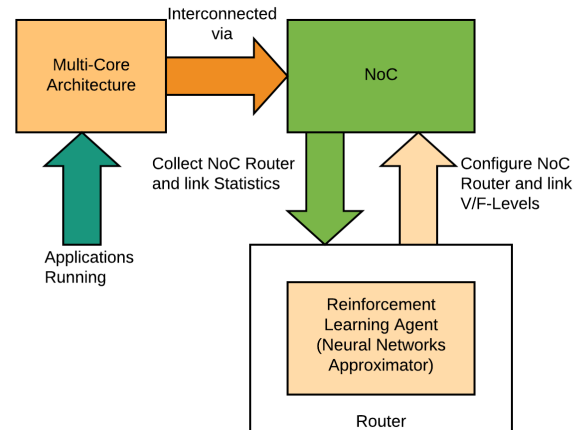 Interconnected
via
Multi-Core
Architecture
NoC
Collect NoC Router
and link Statistics
Configure NoC
Router and link
V/F-Levels
Applications
Running
Reinforcement
Learning Agent
(Neural Networks
Approximator)
Router